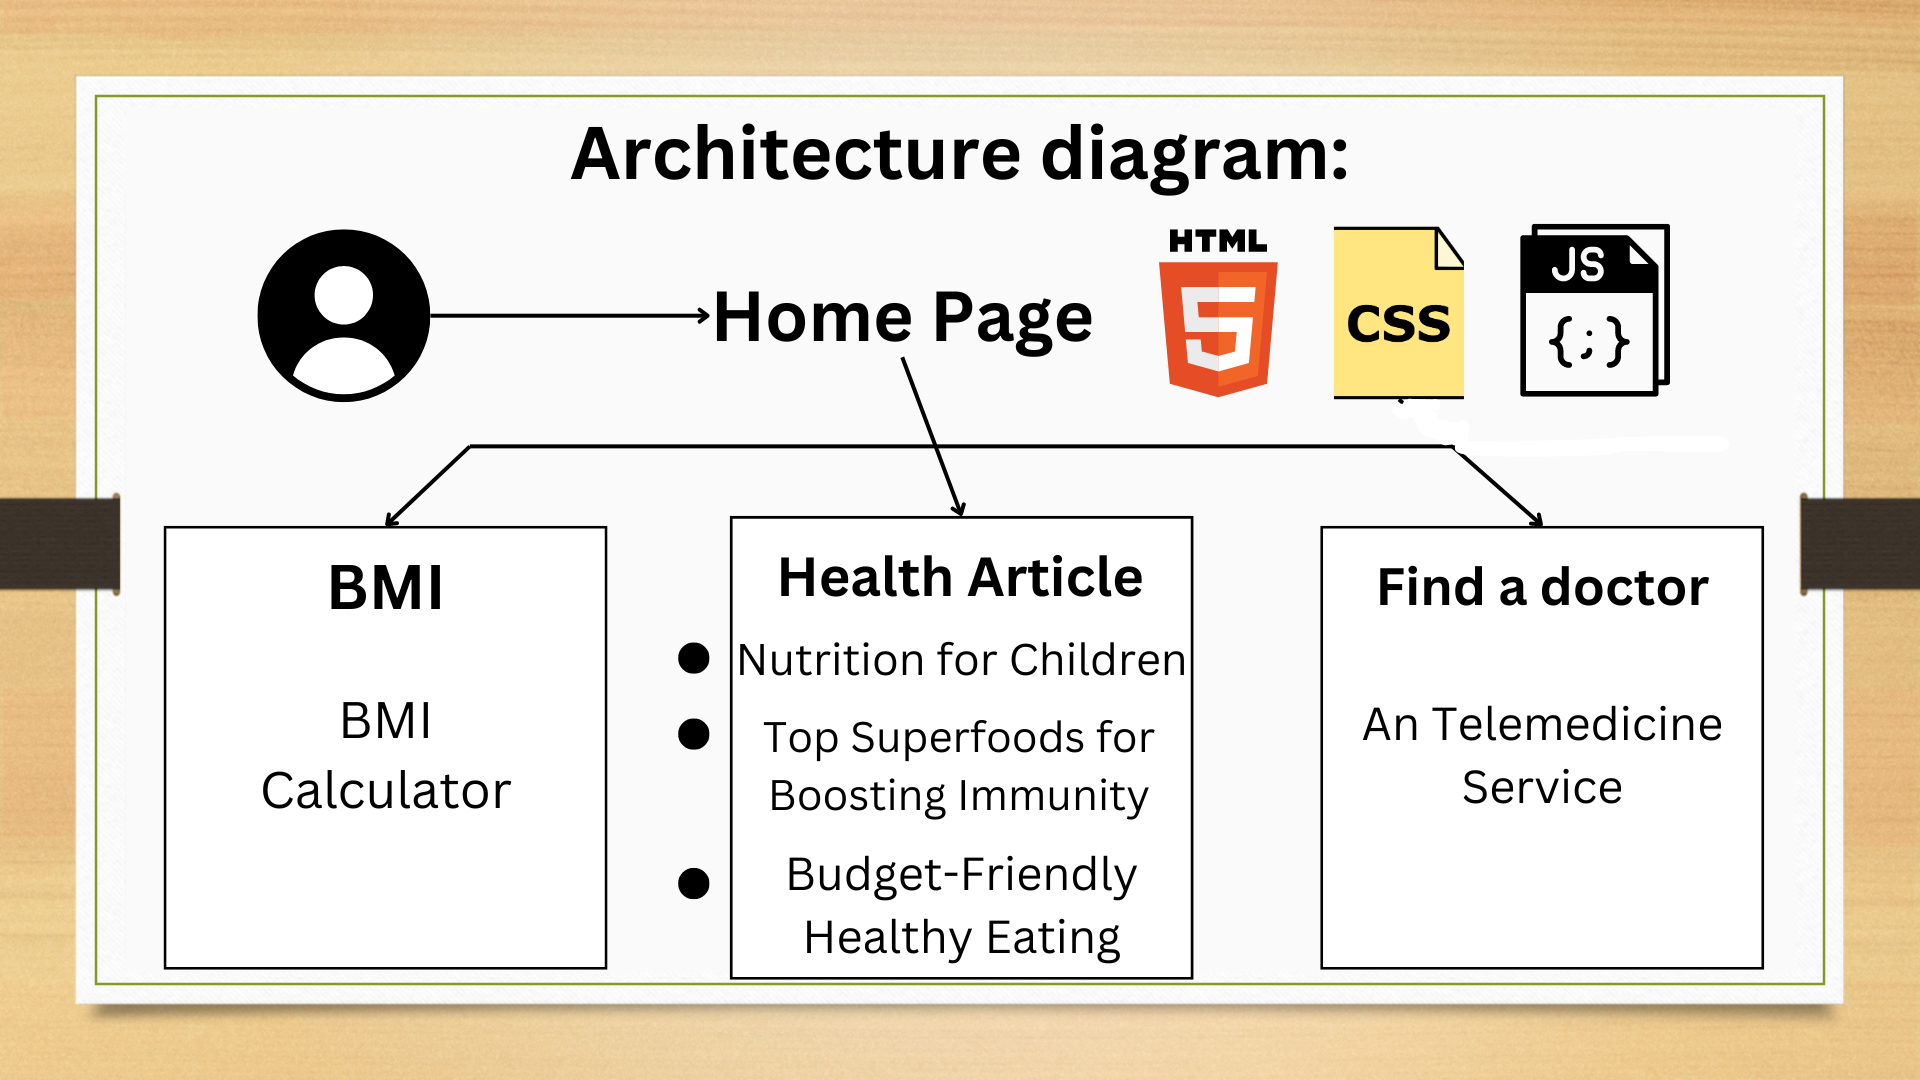 Architecture diagram:
Home Page
HTML
5
CSS
JS
{;}
BMI
BMI
Calculator
Health Article
Nutrition for Children
Top Superfoods for
Boosting Immunity
Budget-Friendly
Healthy Eating
Find a doctor
An Telemedicine
Service